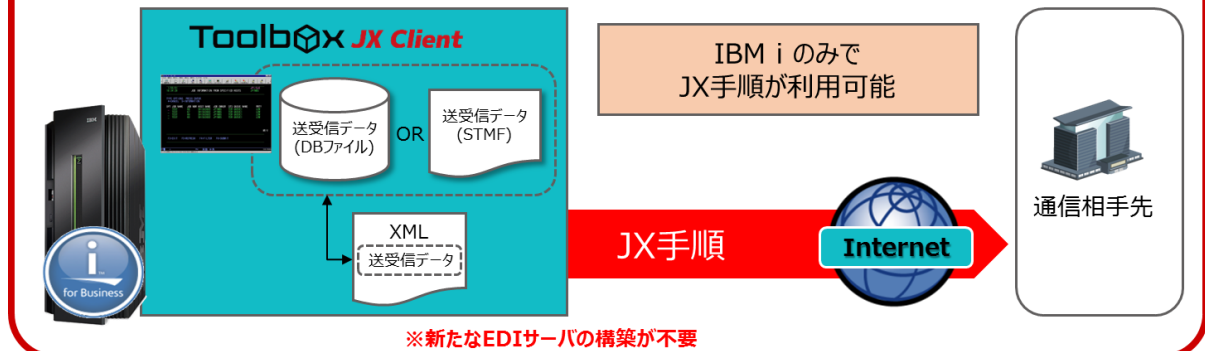 Toolbox JX Client
IBM i のみで
JX手順が利用可能
送受信データ
(DBファイル)
OR
送受信データ
(STMF)
IBM
i
for Business
XML
送受信データ
JX手順
Internet
通信相手先
※新たなEDIサーバの構築が不要